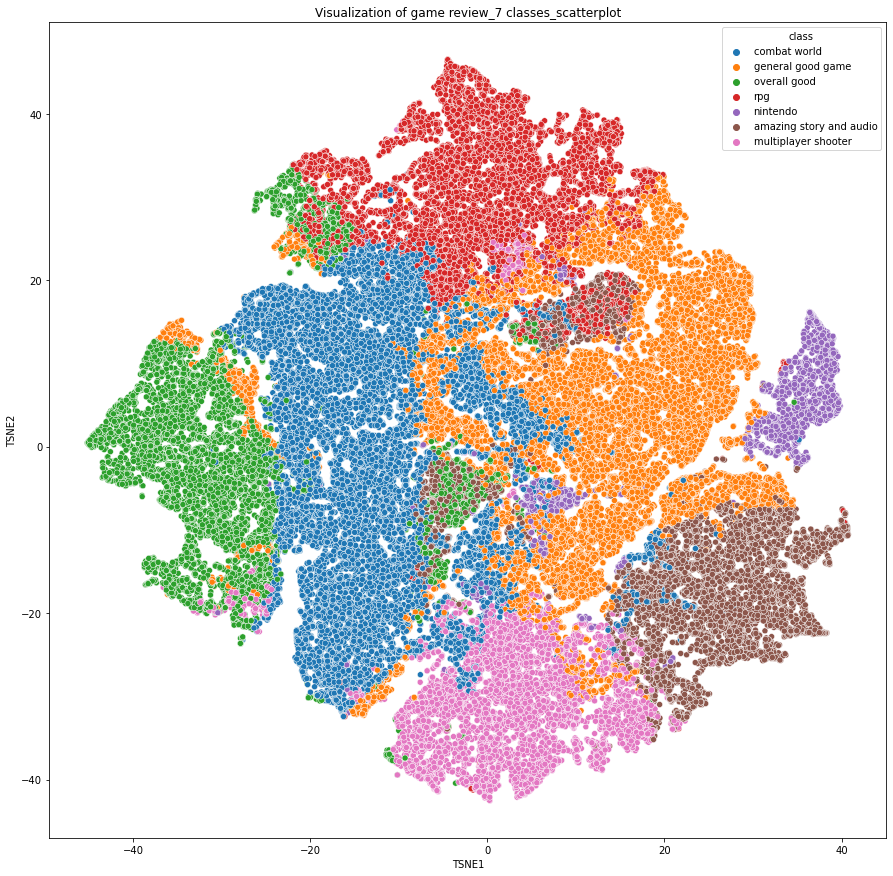 Visualization of game review_7 classes_scatterplot
class
combat world
general good game
overall good
rpg
nintendo
amazing story and audio
multiplayer shooter
40
20
0
−20
−40
TSNE2
−40
−20
0
20
40
TSNE1